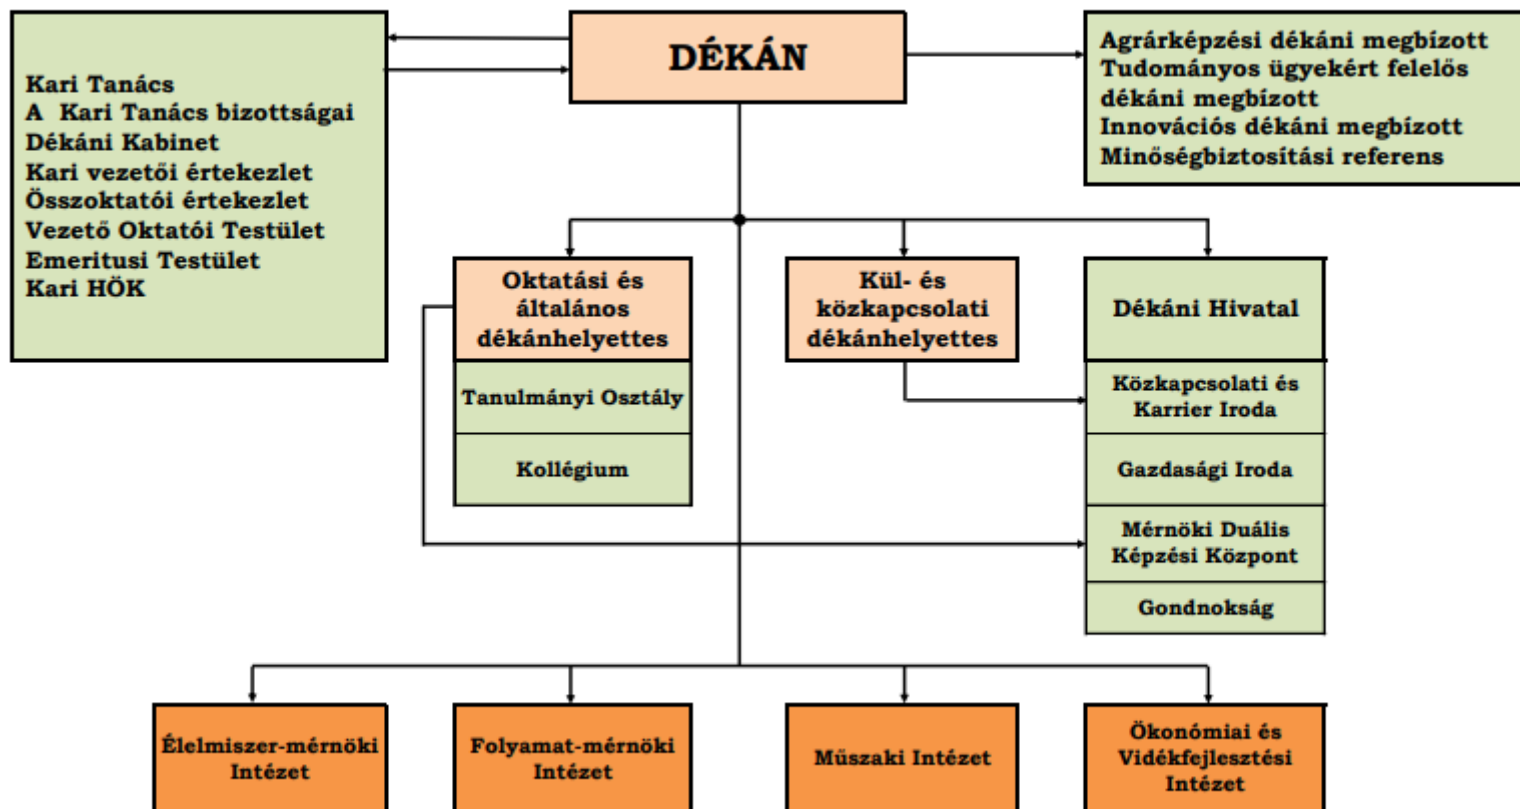 DÉKÁN
Kari Tanács
A Kari Tanács bizottságai
Dékáni Kabinet
Kari vezetői értekezlet
Összoktatói értekezlet
Vezető Oktatói Testület
Emeritusi Testület
Kari HÖK
Agrárképzési dékáni megbízott
Tudományos ügyekért felelős
dékáni megbízott
Innovációs dékáni megbízott
Minőségbiztosítási referens
Oktatási és
általános
dékánhelyettes
Tanulmányi Osztály
Kollégium
Kül- és
közkapcsolati
dékánhelyettes
Dékáni Hivatal
Közkapcsolati és
Karrier Iroda
Gazdasági Iroda
Mérnöki Duális
Képzési Központ
Gondnokság
Élelmiszer-mérnöki
Intézet
Folyamat-mérnöki
Intézet
Műszaki Intézet
Ökonómiai és
Vidékfejlesztési
Intézet